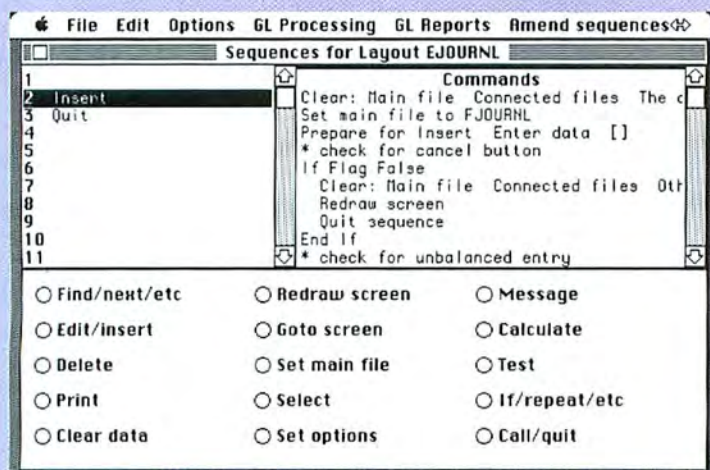 File Edit Options GL Processing GL Reports Amend sequences
Sequences for Layout EJOURNL
1
2 Insert
3 Quit
4
5
6
7
8
9
10
11
Commands
Clear: Main file Connected files The c
Set main file to FJOURNL
Prepare for Insert Enter data []
* check for cancel button
If Flag False
Clear: Main file Connected files Oth
Redraw screen
Quit sequence
End If
* check for unbalanced entry
Find/next/etc Redraw screen Message
Edit/insert Goto screen Calculate
Delete Set main file Test
Print Select If/repeat/etc
Clear data Set options Call/quit